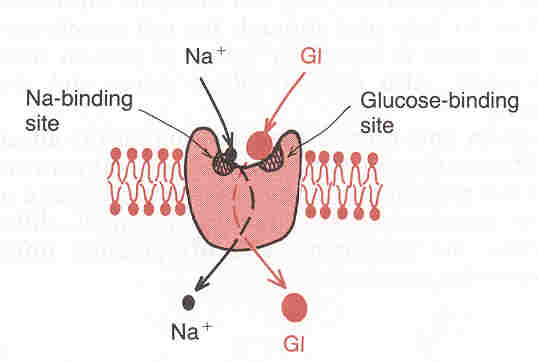 Na+ Gl
Na-binding
site
Glucose-binding
site
Na+
Gl